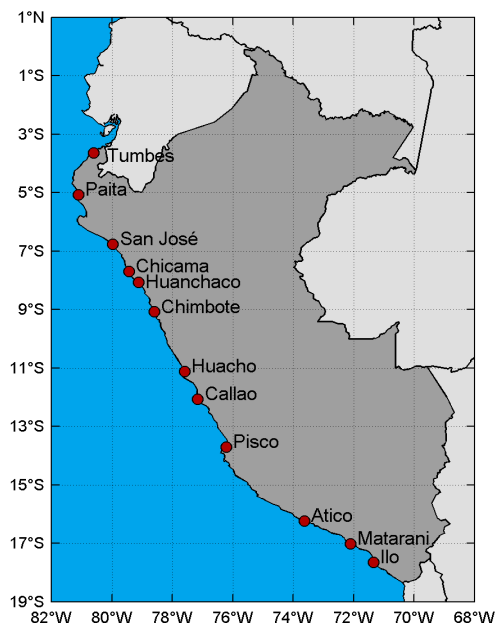 1°N
1°S
3°S
Tumbes
Paita
5°S
San José
7°S
Chicama
Huanchaco
Chimbote
9°S
Huacho
11°S
Callao
13°S
Pisco
15°S
Atico
Matarani
17°S
Ilo
19°S
82°W 80°W 78°W 76°W 74°W 72°W 70°W 68°W